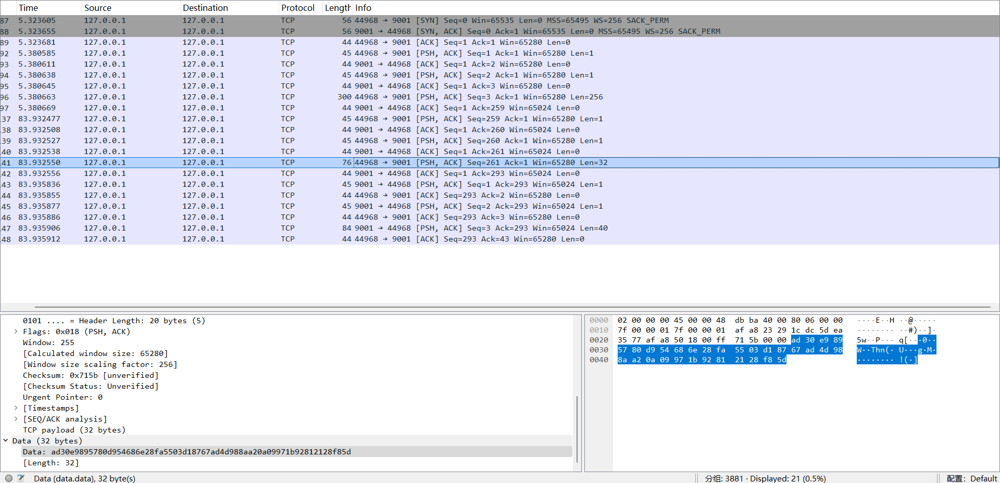 Time Source Destination Protocol Length Info
87 5.323605 127.0.0.1 127.0.0.1 TCP 56 44968 → 9001 [SYN] Seq=0 Win=65535 Len=0 MSS=65495 WS=256 SACK_PERM
88 5.323655 127.0.0.1 127.0.0.1 TCP 56 9001 → 44968 [SYN, ACK] Seq=0 Ack=1 Win=65535 Len=0 MSS=65495 WS=256 SACK_PERM
89 5.323681 127.0.0.1 127.0.0.1 TCP 44 44968 → 9001 [ACK] Seq=1 Ack=1 Win=65280 Len=0
92 5.380585 127.0.0.1 127.0.0.1 TCP 45 44968 → 9001 [PSH, ACK] Seq=1 Ack=1 Win=65280 Len=1
93 5.380611 127.0.0.1 127.0.0.1 TCP 44 9001 → 44968 [ACK] Seq=1 Ack=2 Win=65280 Len=0
94 5.380638 127.0.0.1 127.0.0.1 TCP 45 44968 → 9001 [PSH, ACK] Seq=2 Ack=1 Win=65280 Len=1
95 5.380645 127.0.0.1 127.0.0.1 TCP 44 9001 → 44968 [ACK] Seq=1 Ack=3 Win=65280 Len=0
96 5.380663 127.0.0.1 127.0.0.1 TCP 300 44968 → 9001 [PSH, ACK] Seq=3 Ack=1 Win=65280 Len=256
97 5.380669 127.0.0.1 127.0.0.1 TCP 44 9001 → 44968 [ACK] Seq=1 Ack=259 Win=65024 Len=0
37 83.932477 127.0.0.1 127.0.0.1 TCP 45 44968 → 9001 [PSH, ACK] Seq=259 Ack=1 Win=65280 Len=1
38 83.932508 127.0.0.1 127.0.0.1 TCP 44 9001 → 44968 [ACK] Seq=1 Ack=260 Win=65024 Len=0
39 83.932527 127.0.0.1 127.0.0.1 TCP 45 44968 → 9001 [PSH, ACK] Seq=260 Ack=1 Win=65280 Len=1
40 83.932538 127.0.0.1 127.0.0.1 TCP 44 9001 → 44968 [ACK] Seq=1 Ack=261 Win=65024 Len=0
41 83.932550 127.0.0.1 127.0.0.1 TCP 76 44968 → 9001 [PSH, ACK] Seq=261 Ack=1 Win=65280 Len=32
42 83.932556 127.0.0.1 127.0.0.1 TCP 44 9001 → 44968 [ACK] Seq=1 Ack=293 Win=65024 Len=0
43 83.935836 127.0.0.1 127.0.0.1 TCP 45 9001 → 44968 [PSH, ACK] Seq=1 Ack=293 Win=65024 Len=1
44 83.935855 127.0.0.1 127.0.0.1 TCP 44 44968 → 9001 [ACK] Seq=293 Ack=2 Win=65280 Len=0
45 83.935877 127.0.0.1 127.0.0.1 TCP 45 9001 → 44968 [PSH, ACK] Seq=2 Ack=293 Win=65024 Len=1
46 83.935886 127.0.0.1 127.0.0.1 TCP 44 44968 → 9001 [ACK] Seq=293 Ack=3 Win=65280 Len=0
47 83.935906 127.0.0.1 127.0.0.1 TCP 84 9001 → 44968 [PSH, ACK] Seq=3 Ack=293 Win=65024 Len=40
48 83.935912 127.0.0.1 127.0.0.1 TCP 44 44968 → 9001 [ACK] Seq=293 Ack=43 Win=65280 Len=0
0101 .... = Header Length: 20 bytes (5)
Flags: 0x018 (PSH, ACK)
Window: 255
[Calculated window size: 65280]
[Window size scaling factor: 256]
Checksum: 0x715b [unverified]
[Checksum Status: Unverified]
Urgent Pointer: 0
[Timestamps]
[SEQ/ACK analysis]
TCP payload (32 bytes)
Data (32 bytes)
Data: ad30e9895780d954686e28fa5503d18767ad4d988aa20a09971b92812128f85d
[Length: 32]
0000 02 00 00 00 45 00 00 48 db ba 40 00 80 06 00 00 ····E··H ··@·····
0010 7f 00 00 01 7f 00 00 01 af a8 23 29 1c dc 5d ea ········ ··#)··]·
0020 35 77 af a8 50 18 00 ff 71 5b 00 00 ad 30 e9 89 5w··P··· q[···0··
0030 57 80 d9 54 68 6e 28 fa 55 03 d1 87 67 ad 4d 98 W··Thn(· U···g·M·
0040 8a a2 0a 09 97 1b 92 81 21 28 f8 5d ········ !(·]
Data (data.data), 32 byte(s)
分组: 3881 · Displayed: 21 (0.5%)
配置: Default